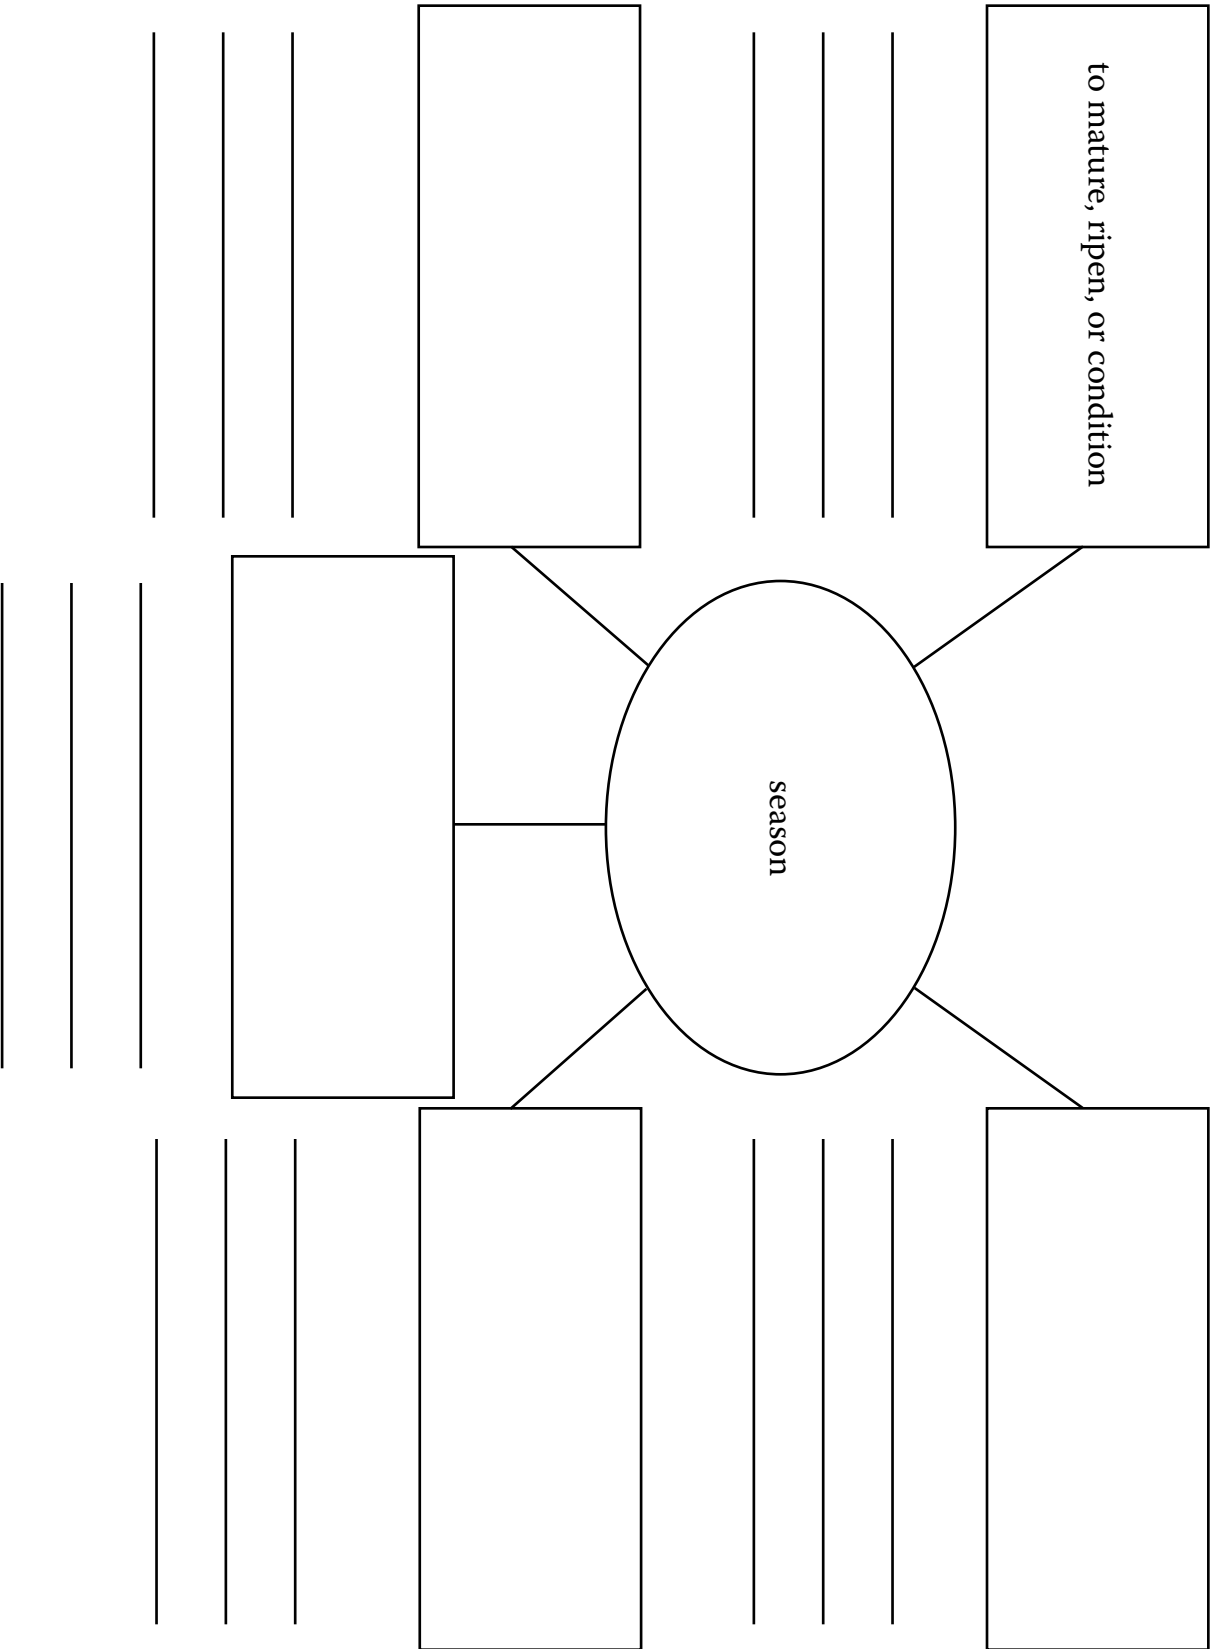 to mature, ripen, or condition
season